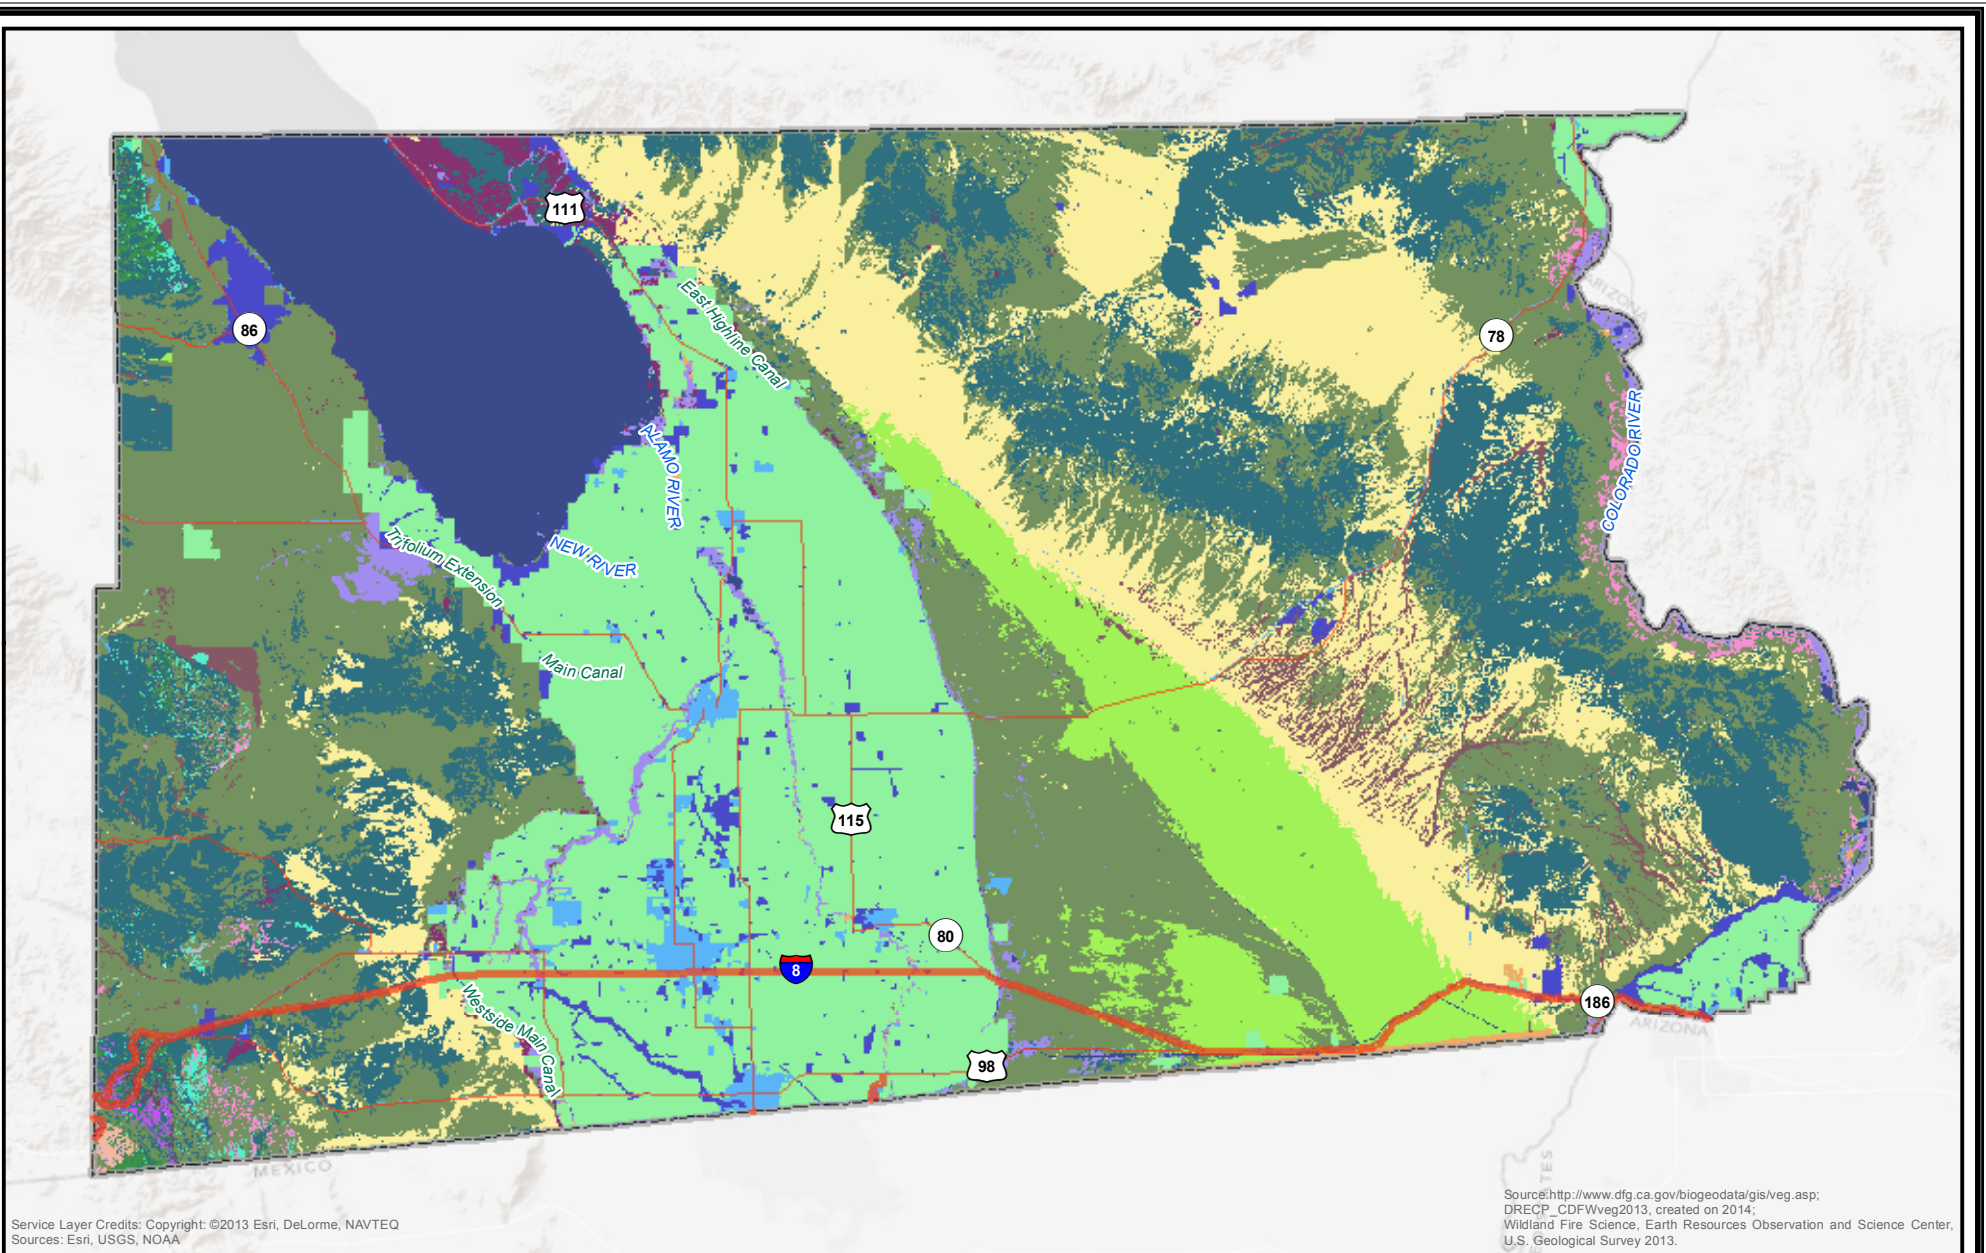 111
East Highline Canal
86
78
ARIZONA
COLORADO RIVER
ALAMO RIVER
NEW RIVER
Trifolium Extension
Main Canal
115
80
8
Westside Main Canal
186
ARIZONA
98
MEXICO
Service Layer Credits: Copyright: ©2013 Esri, DeLorme, NAVTEQ
Sources: Esri, USGS, NOAA
Source:http://www.dfg.ca.gov/biogeodata/gis/veg.asp;
DRECP_CDFWveg2013, created on 2014;
Wildland Fire Science, Earth Resources Observation and Science Center,
U.S. Geological Survey 2013.